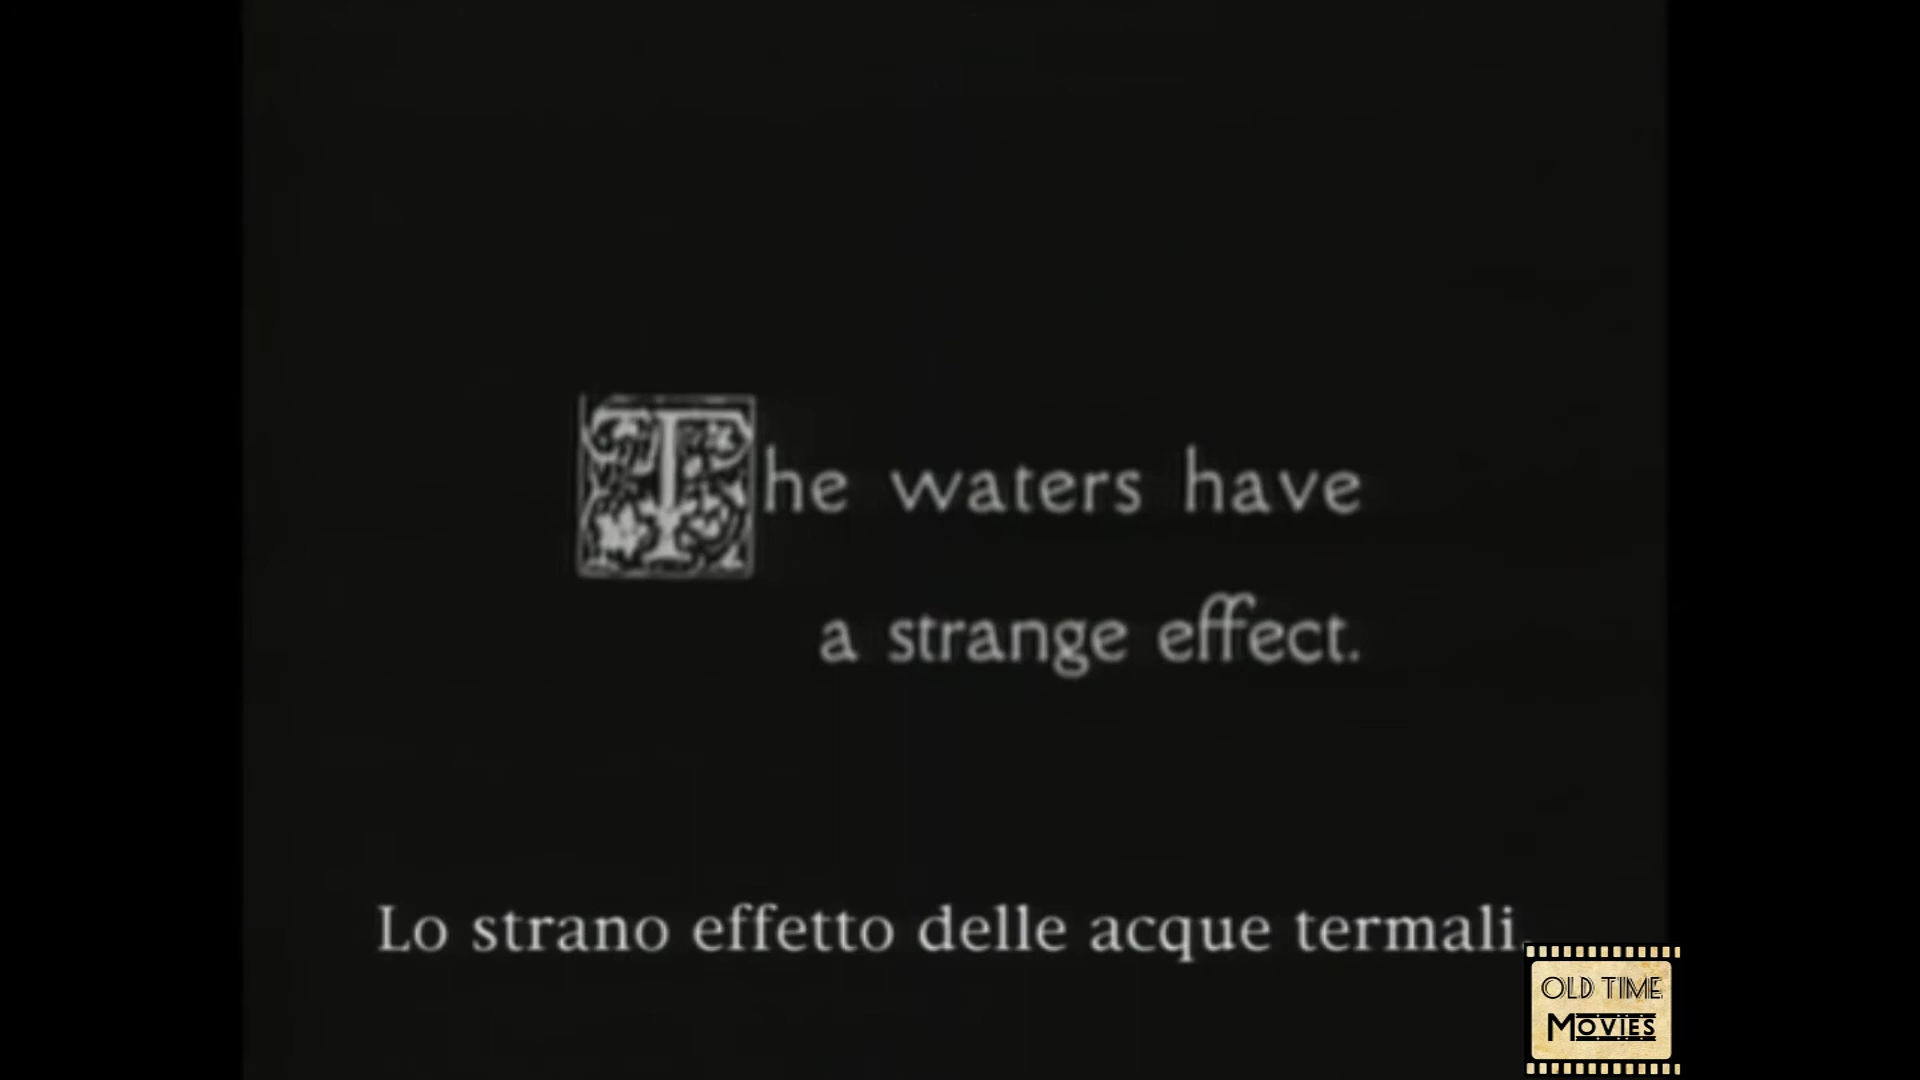 The waters have
a strange effect.
Lo strano effetto delle acque termali.
OLD TIME
MOVIES